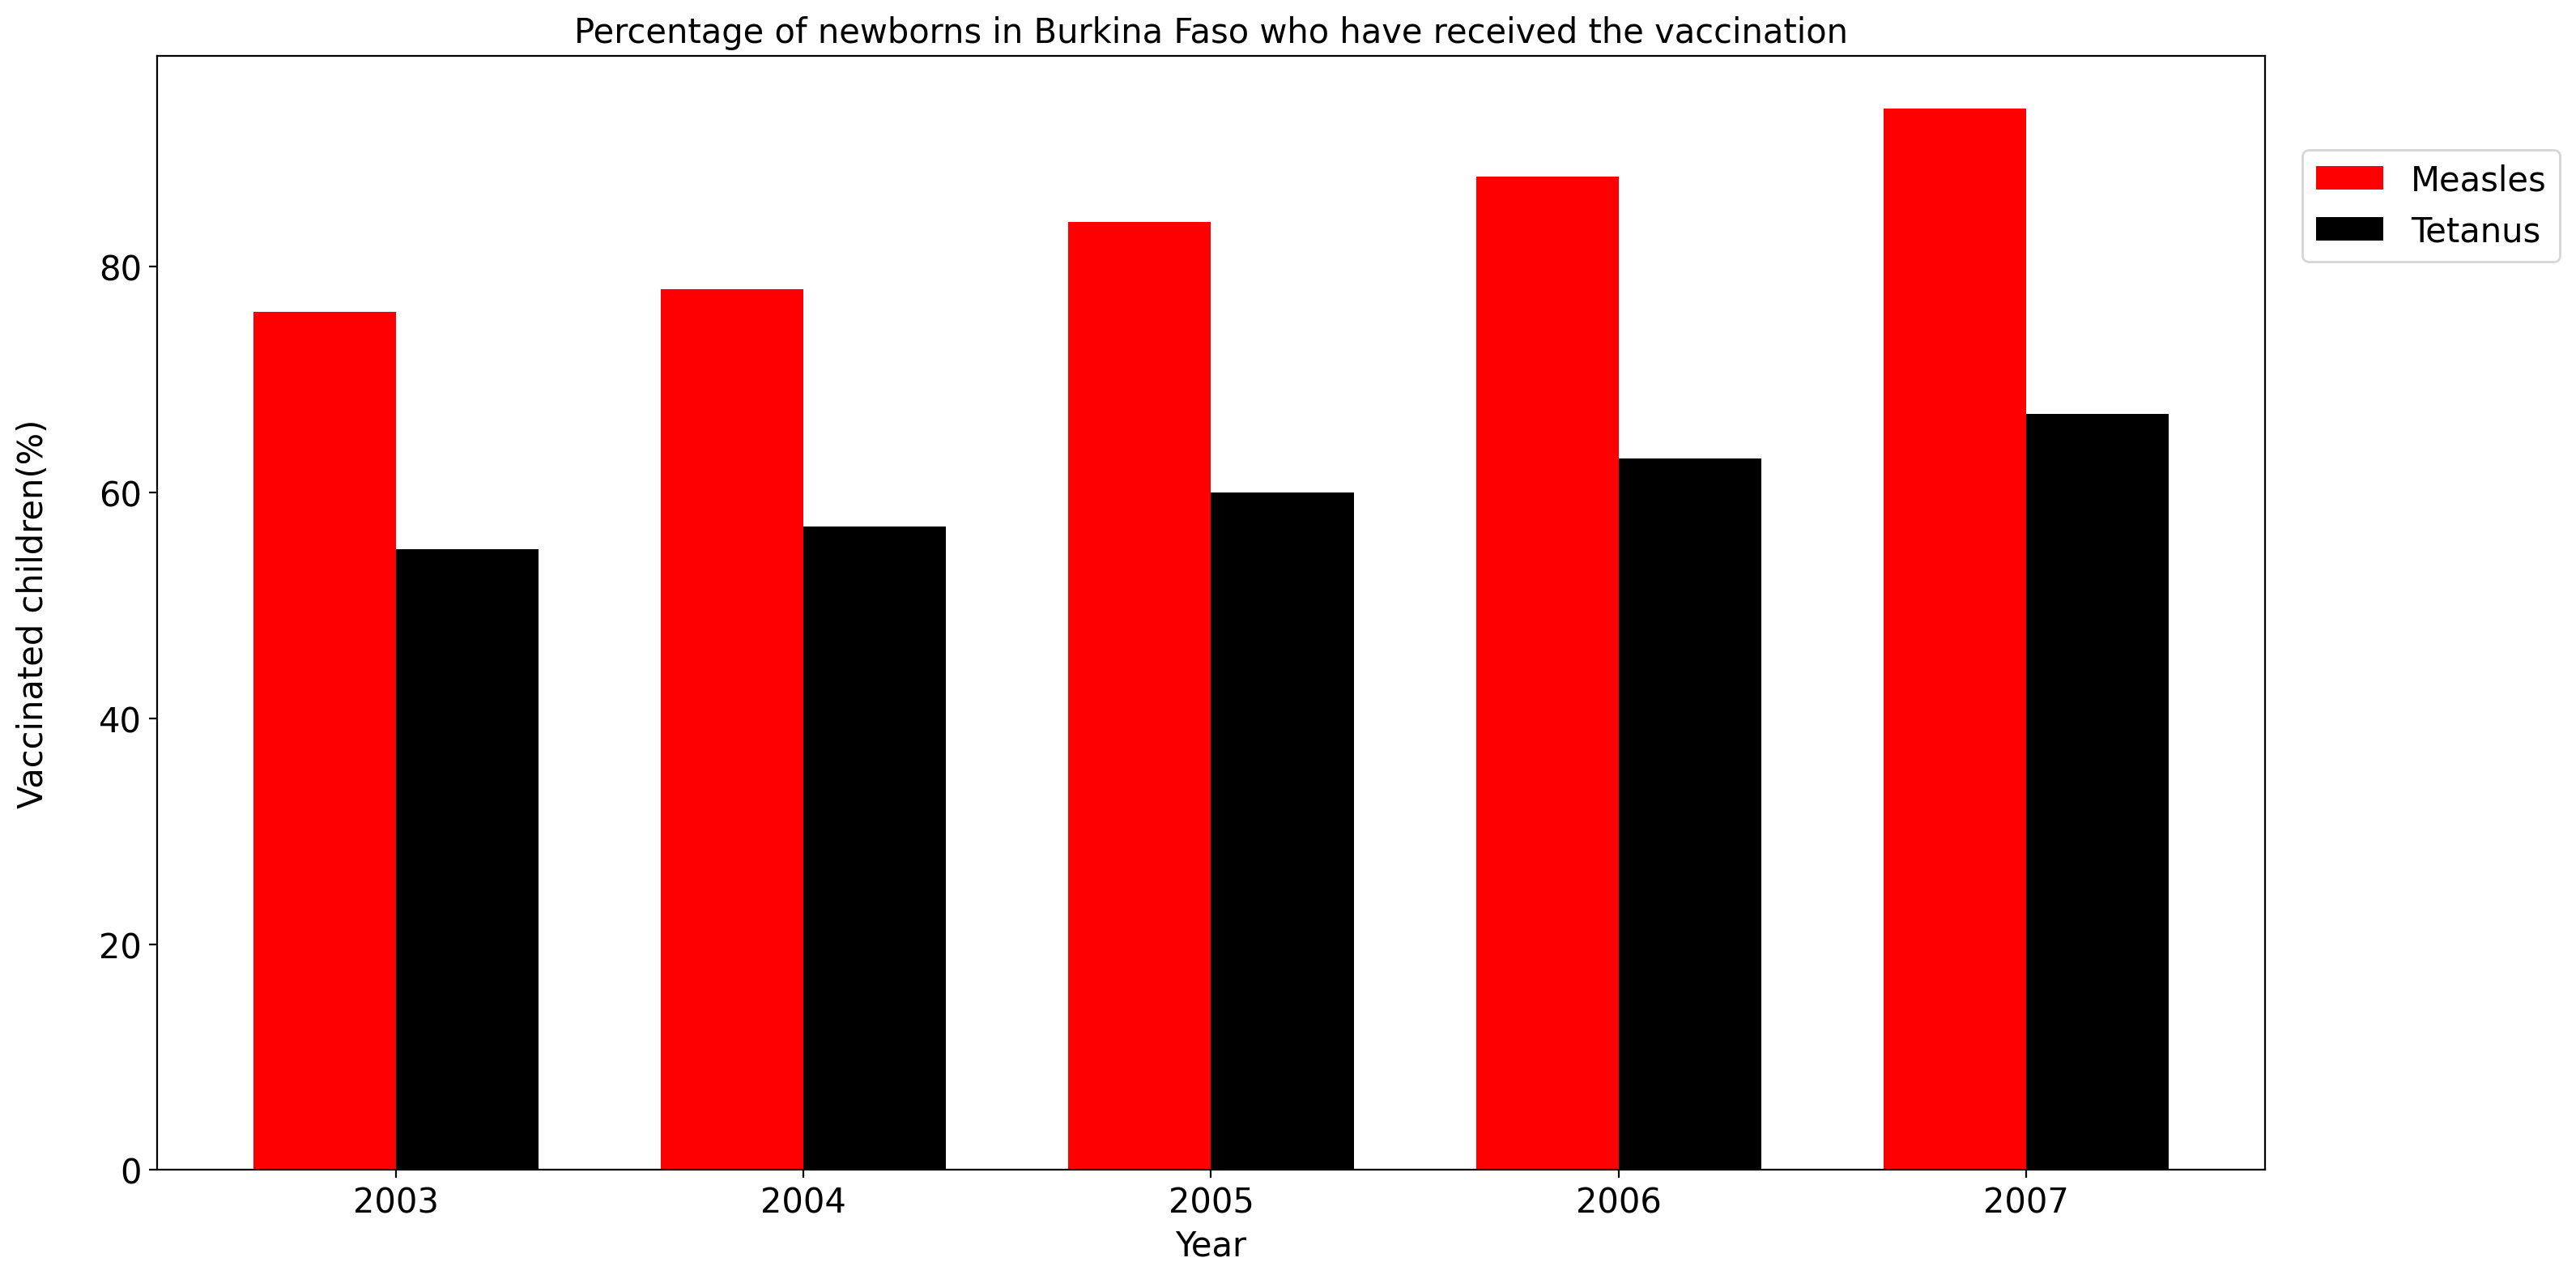 Percentage of newborns in Burkina Faso who have received the vaccination
Measles
Tetanus
Vaccinated children(%)
80
60
40
20
0
2003 2004 2005 2006 2007
Year